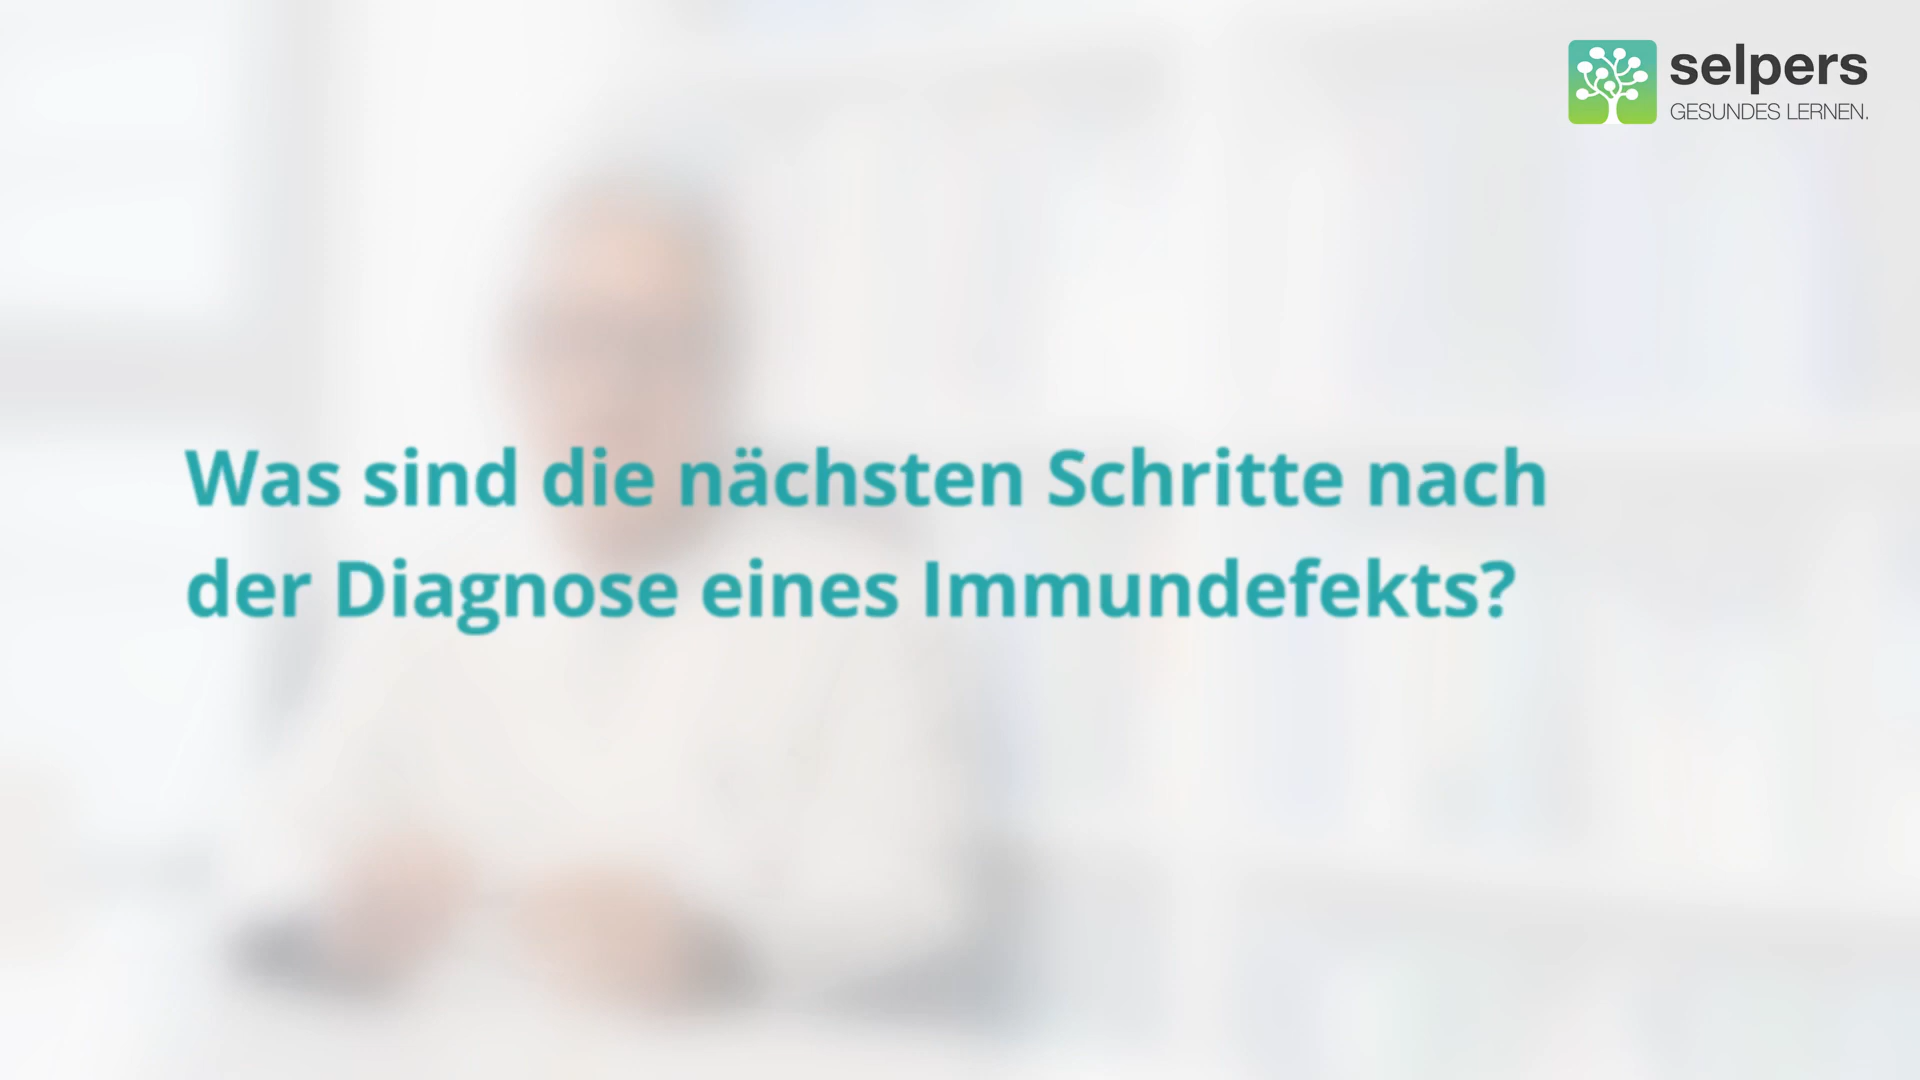 selpers
GESUNDES LERNEN.
Was sind die nächsten Schritte nach
der Diagnose eines Immundefekts?